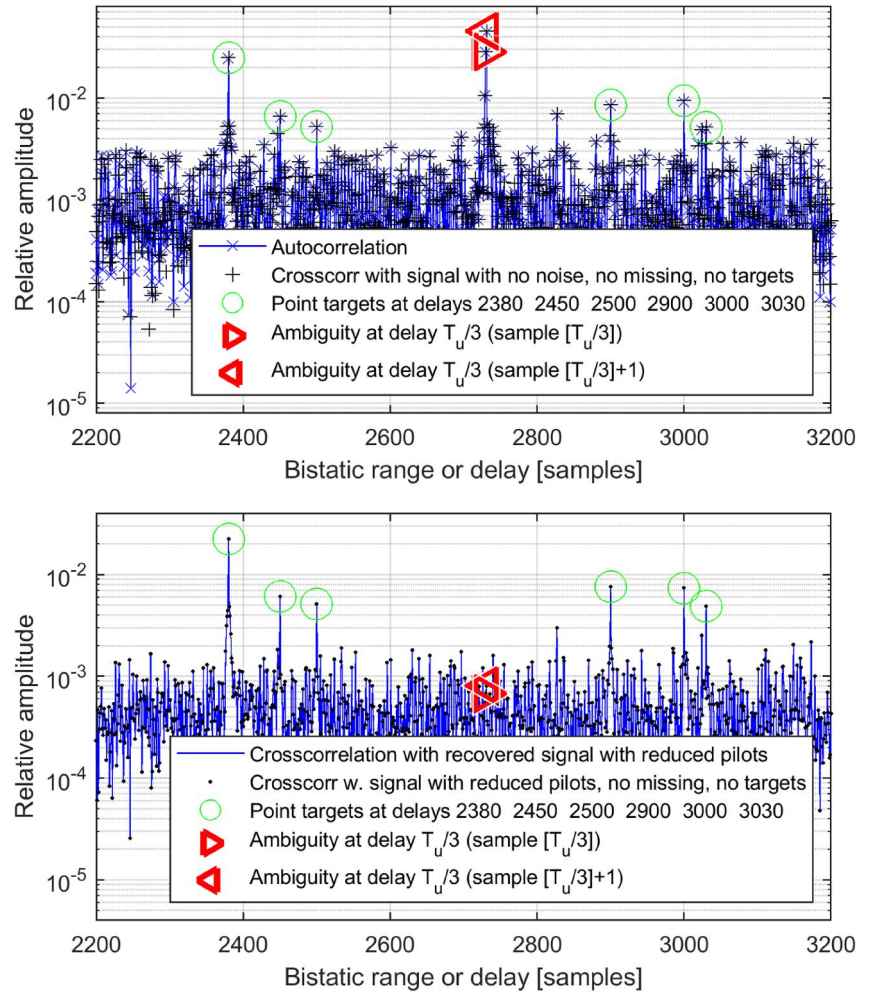 10^-2
10^-3
10^-4
10^-5
Relative amplitude
Autocorrelation
Crosscorr with signal with no noise, no missing, no targets
Point targets at delays 2380 2450 2500 2900 3000 3030
Ambiguity at delay T_u/3 (sample [T_u/3])
Ambiguity at delay T_u/3 (sample [T_u/3]+1)
2200 2400 2600 2800 3000 3200
Bistatic range or delay [samples]
10^-2
10^-3
10^-4
10^-5
Relative amplitude
Crosscorrelation with recovered signal with reduced pilots
Crosscorr w. signal with reduced pilots, no missing, no targets
Point targets at delays 2380 2450 2500 2900 3000 3030
Ambiguity at delay T_u/3 (sample [T_u/3])
Ambiguity at delay T_u/3 (sample [T_u/3]+1)
2200 2400 2600 2800 3000 3200
Bistatic range or delay [samples]